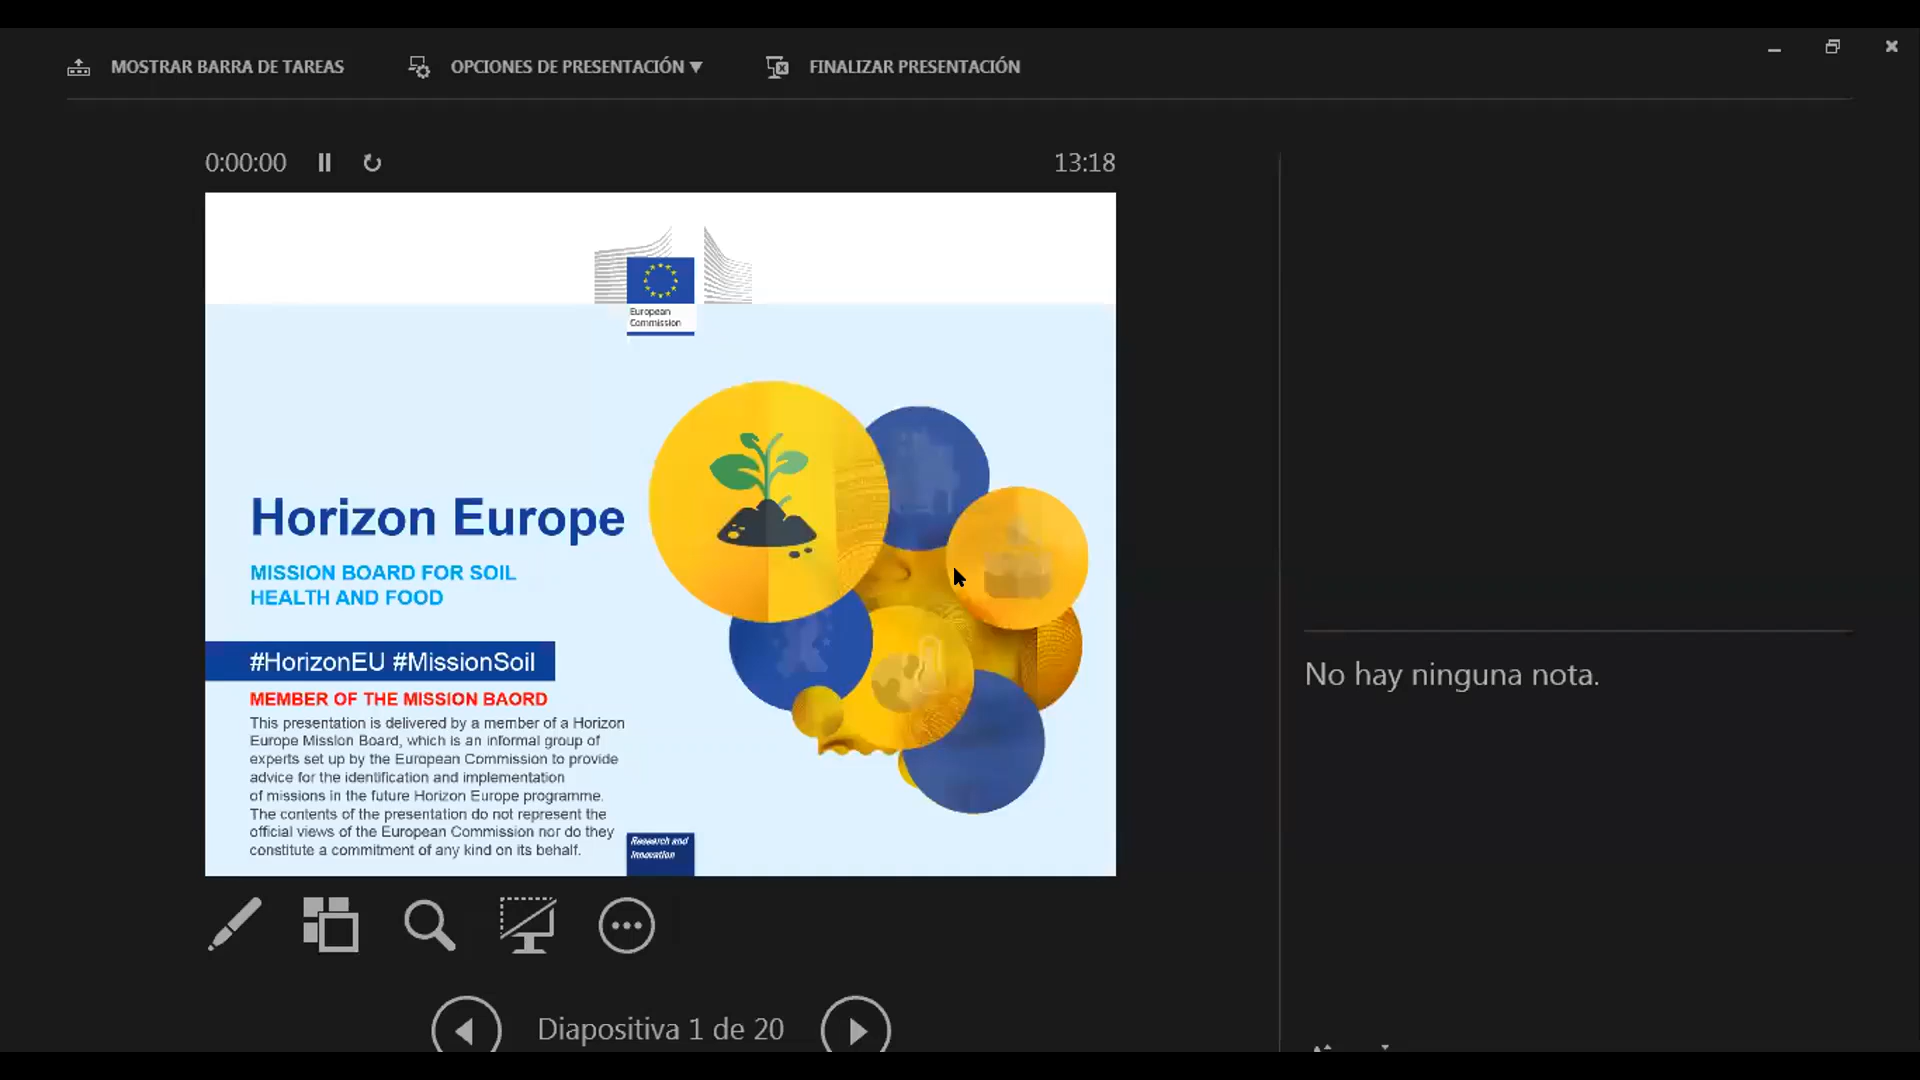 MOSTRAR BARRA DE TAREAS
OPCIONES DE PRESENTACIÓN ▼
FINALIZAR PRESENTACIÓN
0:00:00
13:18
European
Commission
Horizon Europe
MISSION BOARD FOR SOIL
HEALTH AND FOOD
#HorizonEU #MissionSoil
MEMBER OF THE MISSION BAORD
This presentation is delivered by a member of a Horizon
Europe Mission Board, which is an informal group of
experts set up by the European Commission to provide
advice for the identification and implementation
of missions in the future Horizon Europe programme.
The contents of the presentation do not represent the
official views of the European Commission nor do they
constitute a commitment of any kind on its behalf.
Research and
Innovation
No hay ninguna nota.
Diapositiva 1 de 20